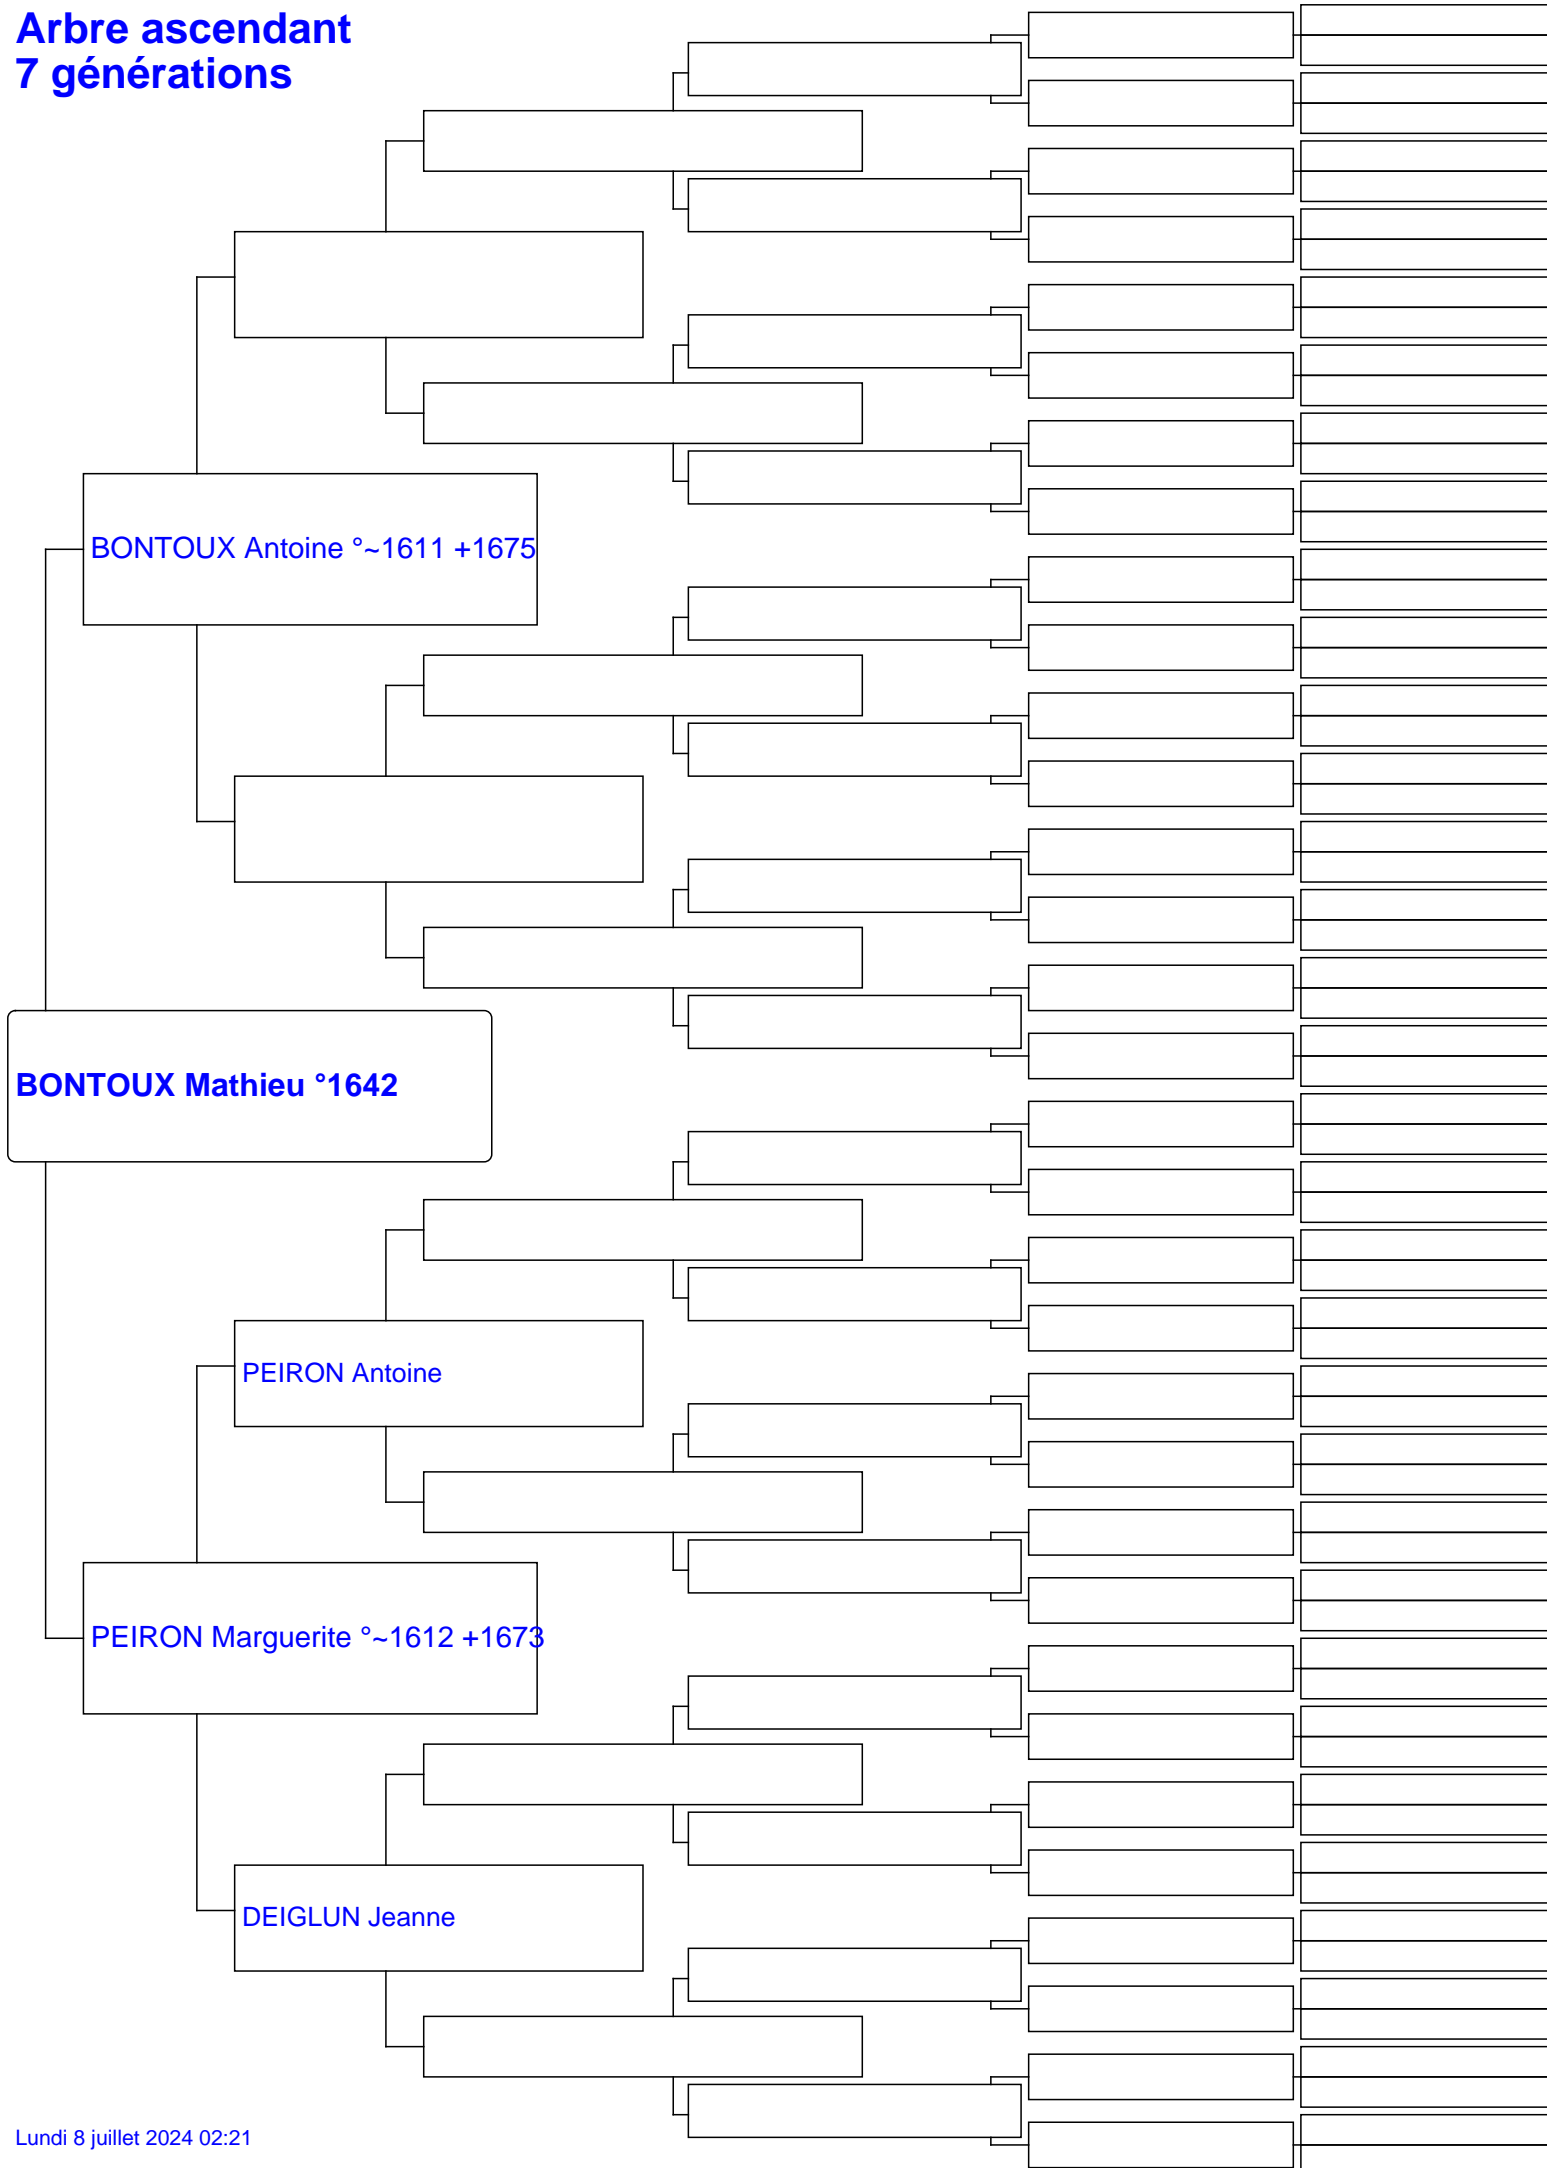 Arbre ascendant
7 générations
BONTOUX Antoine °~1611 +1675
BONTOUX Mathieu °1642
PEIRON Antoine
PEIRON Marguerite °~1612 +1673
DEIGLUN Jeanne
Lundi 8 juillet 2024 02:21